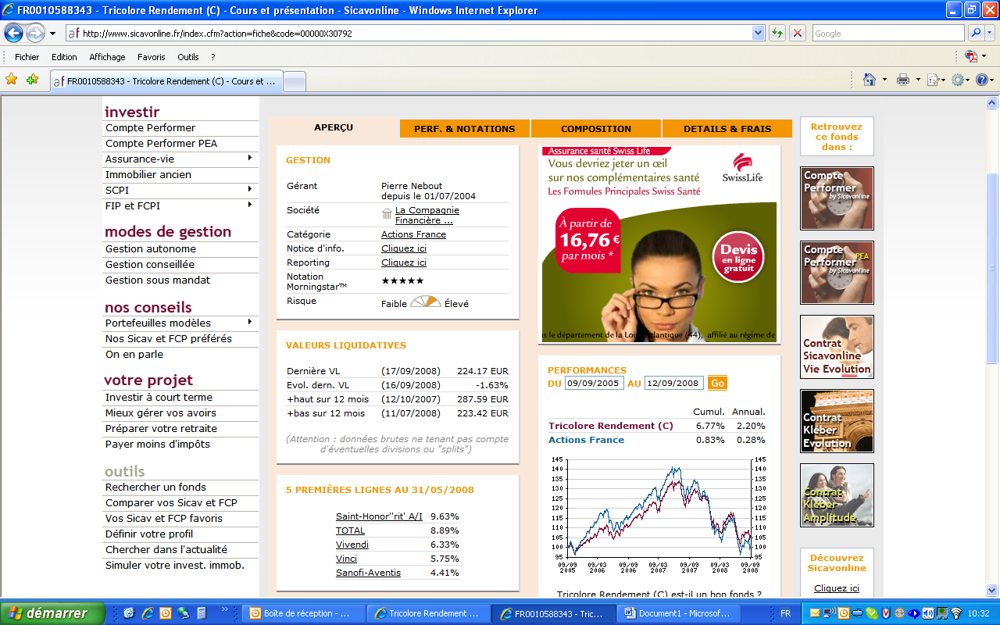 FR0010588343 - Tricolore Rendement (C) - Cours et présentation - Sicavonline - Windows Internet Explorer
http://www.sicavonline.fr/index.cfm?action=fiche&code=00000X30792
Google
Fichier Edition Affichage Favoris Outils ?
FR0010588343 - Tricolore Rendement (C) - Cours et ...
investir
Compte Performer
Compte Performer PEA
Assurance-vie
Immobilier ancien
SCPI
FIP et FCPI
modes de gestion
Gestion autonome
Gestion conseillée
Gestion sous mandat
nos conseils
Portefeuilles modèles
Nos Sicav et FCP préférés
On en parle
votre projet
Investir à court terme
Mieux gérer vos avoirs
Préparer votre retraite
Payer moins d'impôts
outils
Rechercher un fonds
Comparer vos Sicav et FCP
Vos Sicav et FCP favoris
Définir votre profil
Chercher dans l'actualité
Simuler votre invest. immob.
APERÇU PERF. & NOTATIONS COMPOSITION DETAILS & FRAIS
GESTION
Gérant Pierre Nebout
depuis le 01/07/2004
Société La Compagnie
Financière ...
Catégorie Actions France
Notice d'info. Cliquez ici
Reporting Cliquez ici
Notation
Morningstar™ ★★★★★
Risque Faible Élevé
VALEURS LIQUIDATIVES
Dernière VL (17/09/2008) 224.17 EUR
Evol. dern. VL (16/09/2008) -1.63%
+haut sur 12 mois (12/10/2007) 287.59 EUR
+bas sur 12 mois (11/07/2008) 223.42 EUR
(Attention : données brutes ne tenant pas compte
d'éventuelles divisions ou "splits")
5 PREMIÈRES LIGNES AU 31/05/2008
Saint-Honor''rit' A/I 9.63%
TOTAL 8.89%
Vivendi 6.33%
Vinci 5.75%
Sanofi-Aventis 4.41%
Assurance santé Swiss Life
Vous devriez jeter un œil
sur nos complémentaires santé
Les Formules Principales Swiss Santé
SwissLife
À partir de
16,76 €
par mois *
Devis
en ligne
gratuit
le département de la Loire Atlantique (44), affilié au régime de
PERFORMANCES
DU 09/09/2005 AU 12/09/2008 Go
Cumul. Annual.
Tricolore Rendement (C) 6.77% 2.20%
Actions France 0.83% 0.28%
145 145
140 140
135 135
130 130
125 125
120 120
115 115
110 110
105 105
100 100
95 95
09/09 03/09 09/09 03/09 09/09 03/09 09/09
2005 2006 2006 2007 2007 2008 2008
Tricolore Rendement (C) est-il un bon fonds ?
Retrouvez
ce fonds
dans :
Compte
Performer
by Sicavonline
Compte
PEA
Performer
by Sicavonline
Contrat
Sicavonline
Vie Evolution
Contrat
Kléber
Evolution
Contrat
Kléber
Amplitude
Découvrez
Sicavonline
Cliquez ici
démarrer
Boîte de réception - ...
Tricolore Rendement ...
FR0010588343 - Tric...
Document1 - Microsof...
FR
10:32